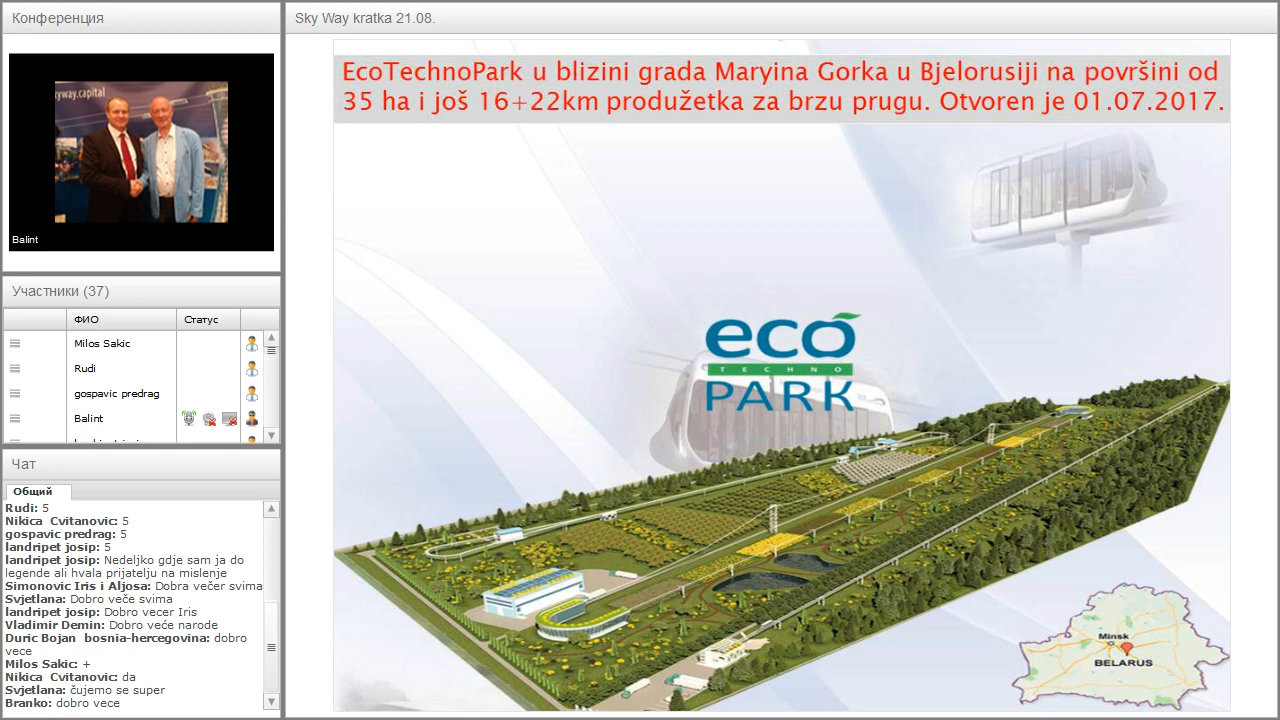 Конференция
Sky Way kratka 21.08.
EcoTechnoPark u blizini grada Maryina Gorka u Bjelorusiji na površini od
35 ha i još 16+22km produžetka za brzu prugu. Otvoren je 01.07.2017.
yway.capital
Balint
Участники (37)
ФИО
Статус
Milos Sakic
Rudi
gospavic predrag
Balint
eco
TECHNO
PARK
Чат
Общий
Rudi: 5
Nikica Cvitanovic: 5
gospavic predrag: 5
landripet josip: 5
landripet josip: Nedeljko gdje sam ja do
legende ali hvala prijatelju na mislenje
Simonovic Iris i Aljosa: Dobra večer svima
Svjetlana: Dobro veče svima
landripet josip: Dobro vecer Iris
Vladimir Demin: Dobro veće narode
Duric Bojan bosnia-hercegovina: dobro
vece
Milos Sakic: +
Nikica Cvitanovic: da
Svjetlana: čujemo se super
Branko: dobro vece
Minsk
BELARUS